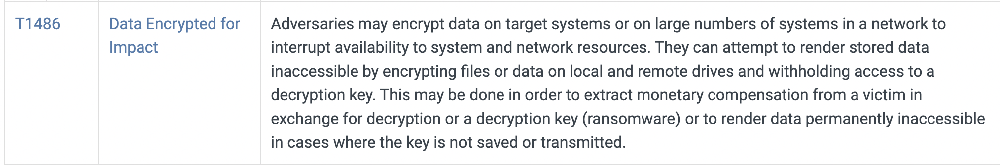 T1486
Data Encrypted for
Impact
Adversaries may encrypt data on target systems or on large numbers of systems in a network to
interrupt availability to system and network resources. They can attempt to render stored data
inaccessible by encrypting files or data on local and remote drives and withholding access to a
decryption key. This may be done in order to extract monetary compensation from a victim in
exchange for decryption or a decryption key (ransomware) or to render data permanently inaccessible
in cases where the key is not saved or transmitted.